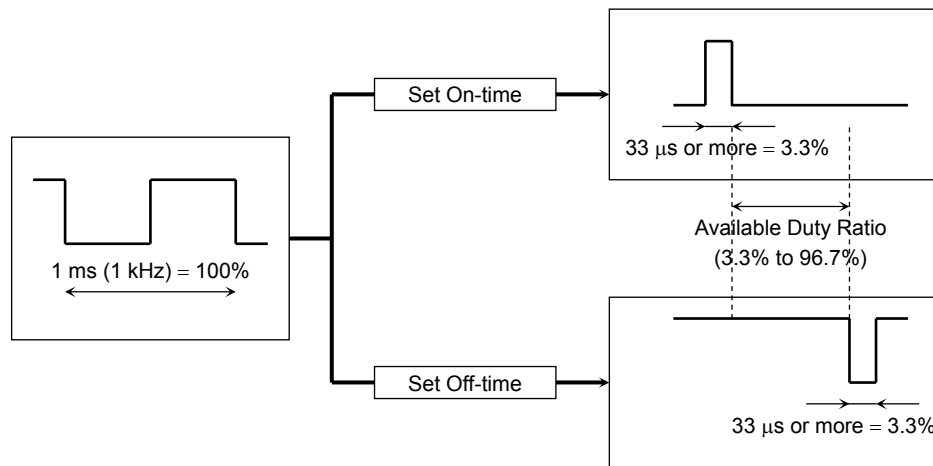 Set On-time
33 μs or more = 3.3%
1 ms (1 kHz) = 100%
Available Duty Ratio
(3.3% to 96.7%)
Set Off-time
33 μs or more = 3.3%